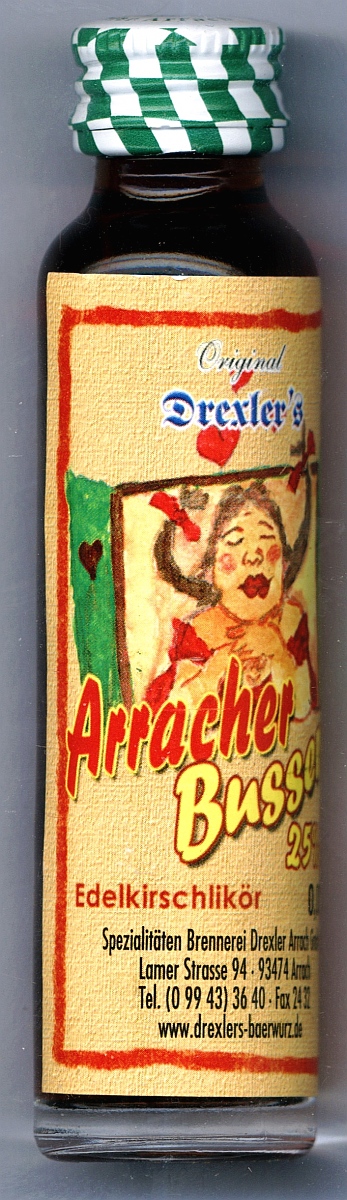 Original
Drexler's
Arracher
Busse
25%
Edelkirschlikör 0.
Spezialitäten Brennerei Drexler Arrach
Lamer Strasse 94 · 93474 Arrach
Tel. (0 99 43) 36 40 · Fax 24 32
www.drexlers-baerwurz.de